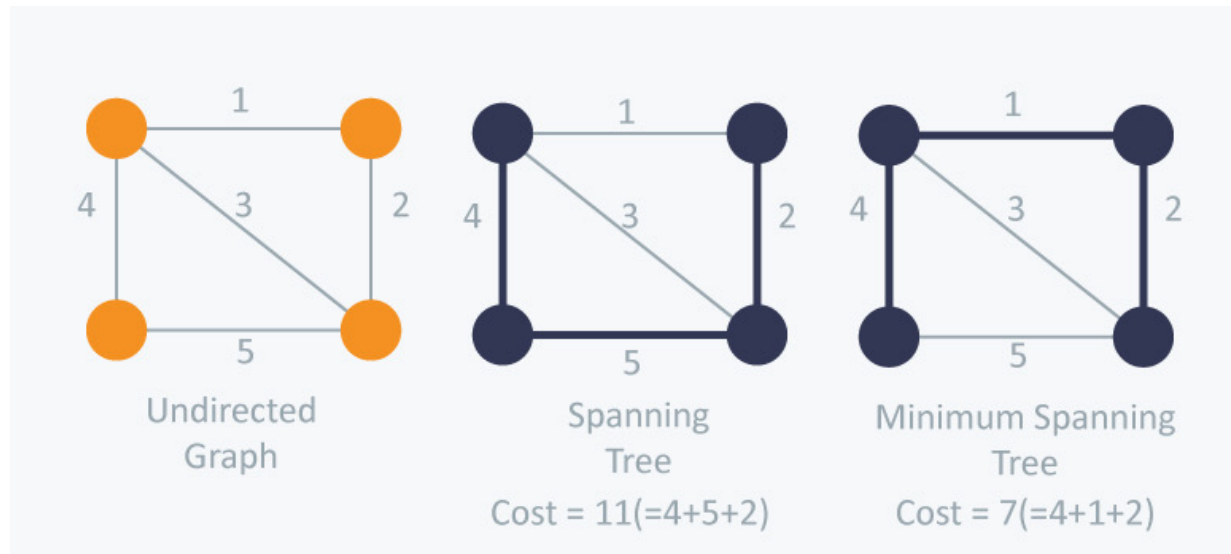 1
4
3
2
5
Undirected
Graph
1
4
3
2
5
Spanning
Tree
Cost = 11(=4+5+2)
1
4
3
2
5
Minimum Spanning
Tree
Cost = 7(=4+1+2)